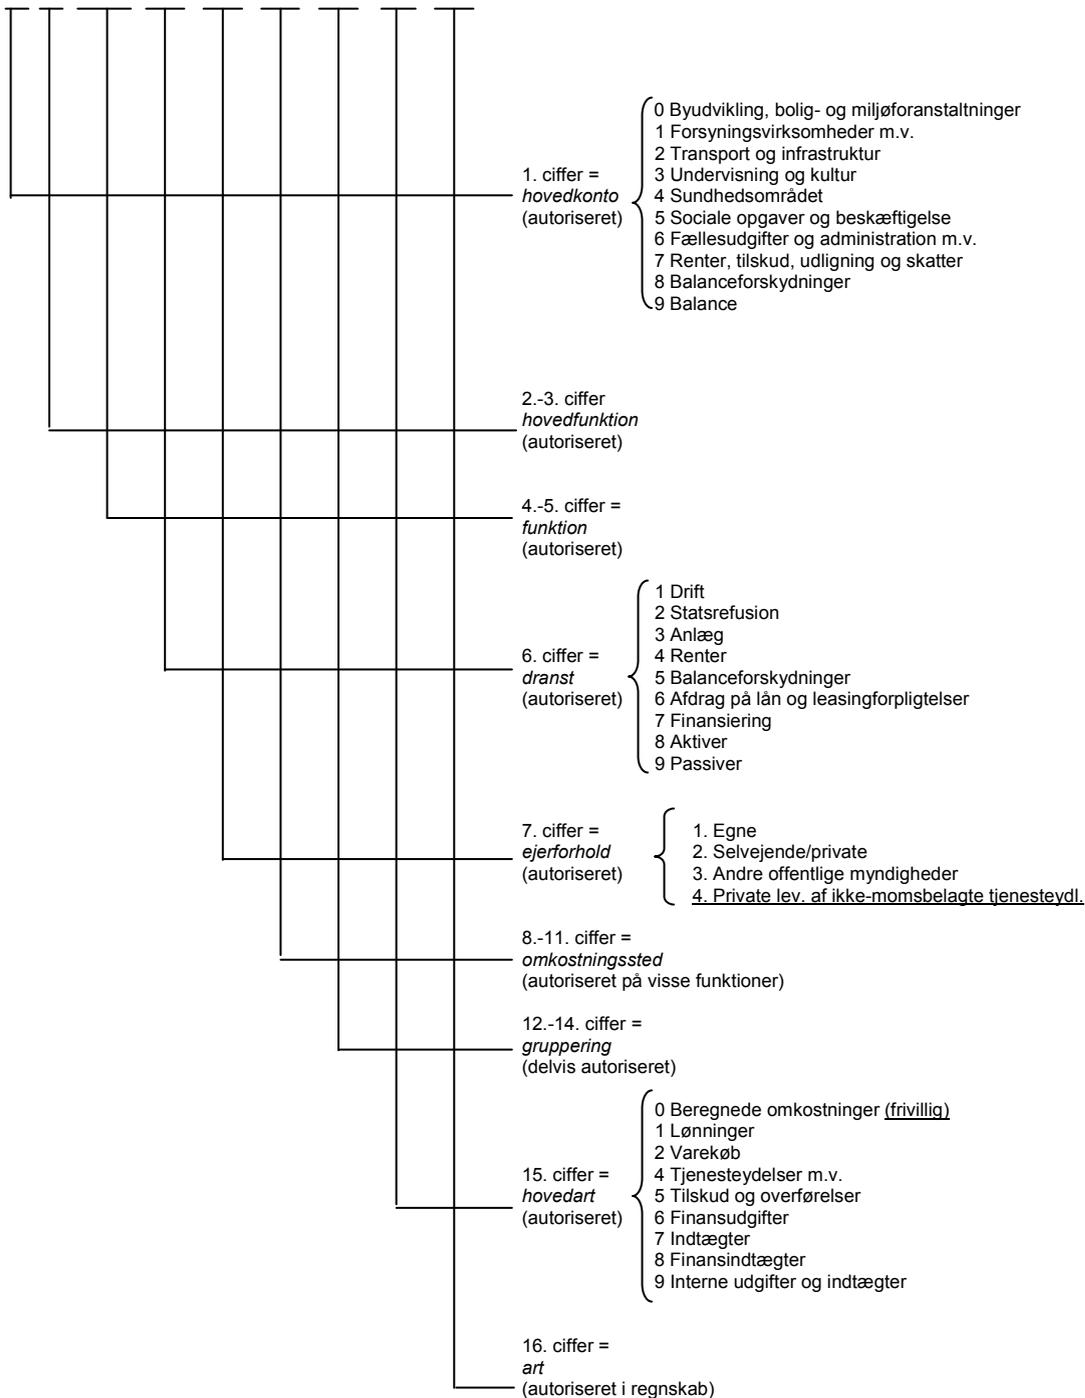 0 Byudvikling, bolig- og miljøforanstaltninger
1 Forsyningsvirksomheder m.v.
2 Transport og infrastruktur
1. ciffer =
3 Undervisning og kultur
hovedkonto
4 Sundhedsområdet
(autoriseret)
5 Sociale opgaver og beskæftigelse
6 Fællesudgifter og administration m.v.
7 Renter, tilskud, udligning og skatter
8 Balanceforskydninger
9 Balance
2.-3. ciffer
hovedfunktion
(autoriseret)
4.-5. ciffer =
funktion
(autoriseret)
1 Drift
2 Statsrefusion
3 Anlæg
6. ciffer =
4 Renter
dranst
5 Balanceforskydninger
(autoriseret)
6 Afdrag på lån og leasingforpligtelser
7 Finansiering
8 Aktiver
9 Passiver
7. ciffer =
1. Egne
ejerforhold
2. Selvejende/private
(autoriseret)
3. Andre offentlige myndigheder
4. Private lev. af ikke-momsbelagte tjenesteydl.
8.-11. ciffer =
omkostningssted
(autoriseret på visse funktioner)
12.-14. ciffer =
gruppering
(delvis autoriseret)
0 Beregnede omkostninger (frivillig)
1 Lønninger
2 Varekøb
15. ciffer =
4 Tjenesteydelser m.v.
hovedart
5 Tilskud og overførelser
(autoriseret)
6 Finansudgifter
7 Indtægter
8 Finansindtægter
9 Interne udgifter og indtægter
16. ciffer =
art
(autoriseret i regnskab)